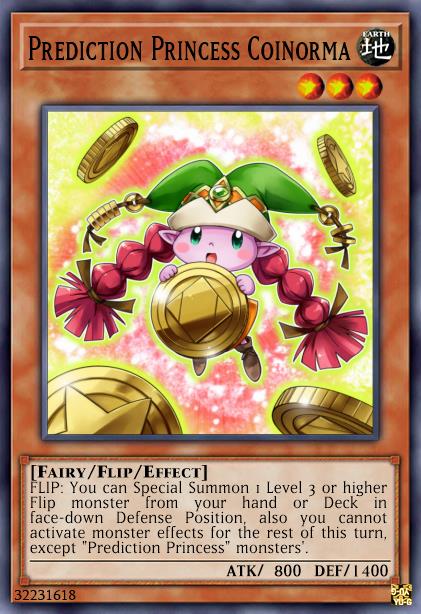 Prediction Princess Coinorma
EARTH
地
[Fairy/Flip/Effect]
FLIP: You can Special Summon 1 Level 3 or higher
Flip monster from your hand or Deck in
face-down Defense Position, also you cannot
activate monster effects for the rest of this turn,
except "Prediction Princess" monsters'.
ATK/ 800 DEF/1400
32231618